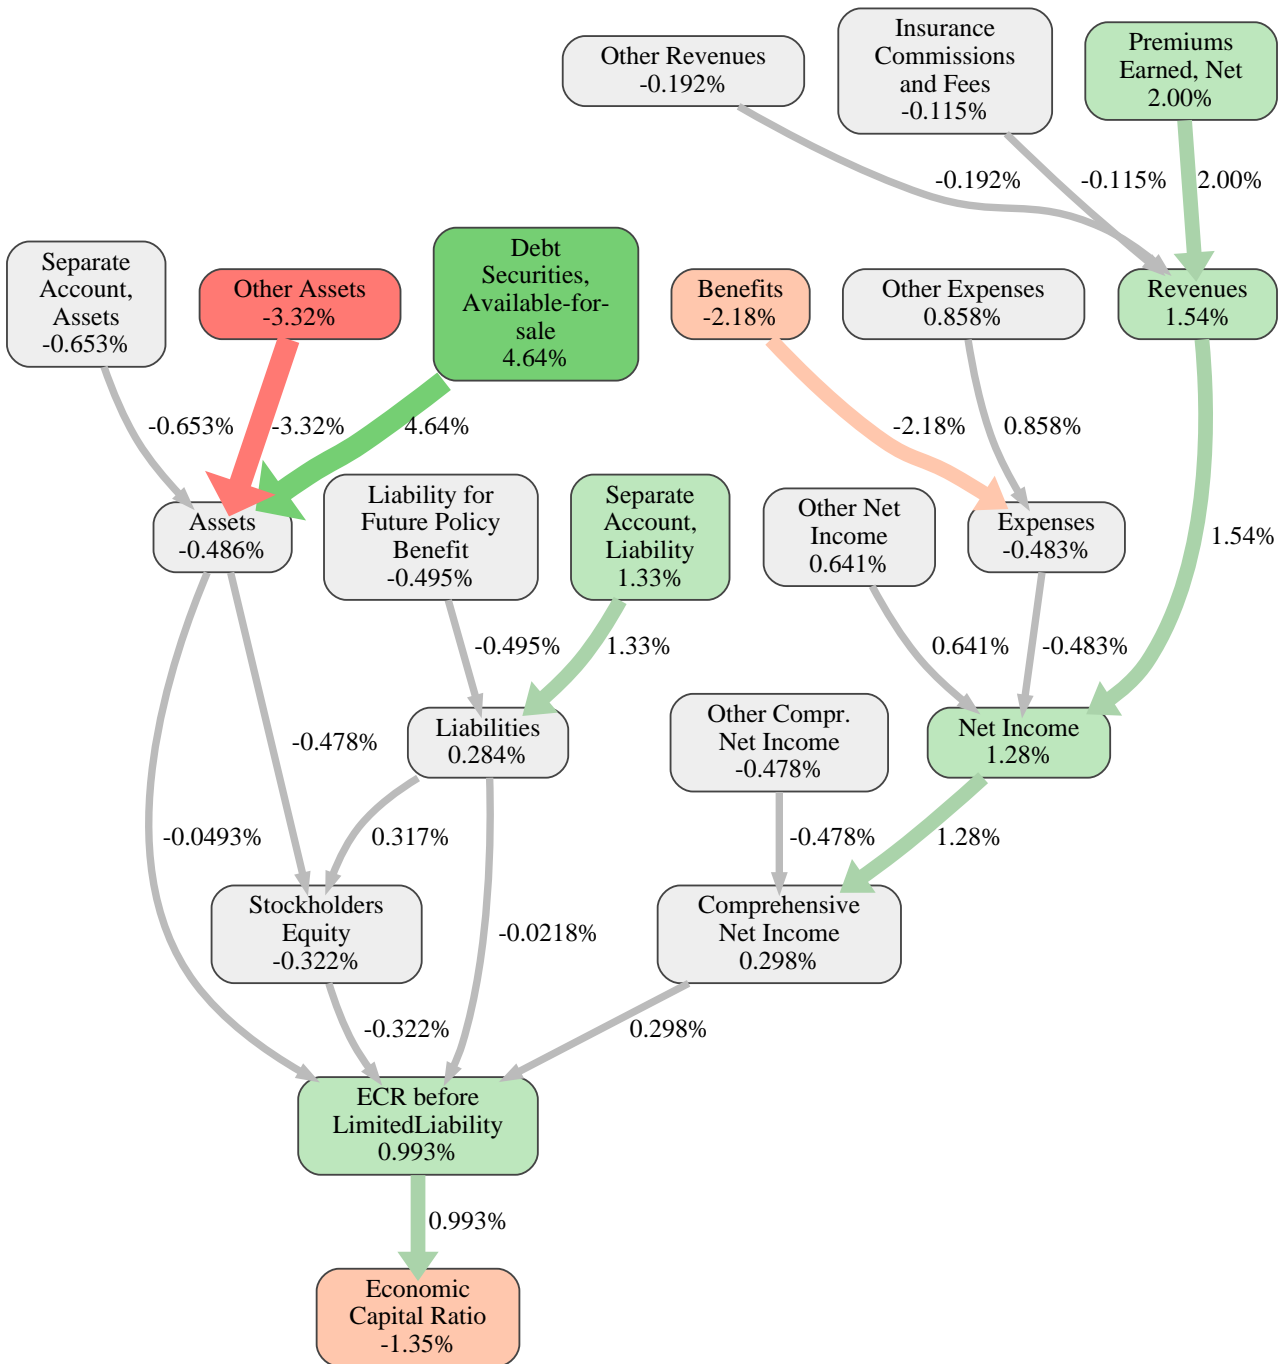 Other Revenues
-0.192%
Insurance
Commissions
and Fees
-0.115%
Premiums
Earned, Net
2.00%
-0.192%
-0.115%
2.00%
Separate
Account,
Assets
-0.653%
Other Assets
-3.32%
Debt
Securities,
Available-for-
sale
4.64%
Benefits
-2.18%
Other Expenses
0.858%
Revenues
1.54%
-0.653%
-3.32%
4.64%
-2.18%
0.858%
Assets
-0.486%
Liability for
Future Policy
Benefit
-0.495%
Separate
Account,
Liability
1.33%
Other Net
Income
0.641%
Expenses
-0.483%
1.54%
-0.495%
1.33%
0.641%
-0.483%
-0.478%
Liabilities
0.284%
Other Compr.
Net Income
-0.478%
Net Income
1.28%
-0.0493%
0.317%
-0.478%
1.28%
Stockholders
Equity
-0.322%
-0.0218%
Comprehensive
Net Income
0.298%
-0.322%
0.298%
ECR before
LimitedLiability
0.993%
0.993%
Economic
Capital Ratio
-1.35%